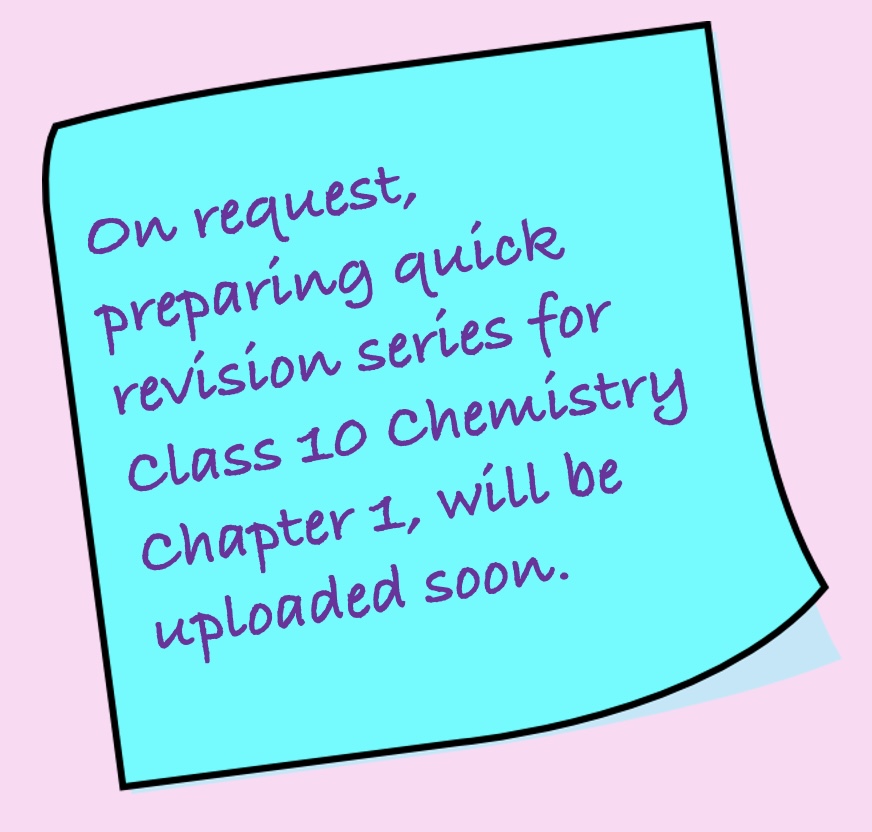 On request,
preparing quick
revision series for
Class 10 Chemistry
Chapter 1, will be
uploaded soon.